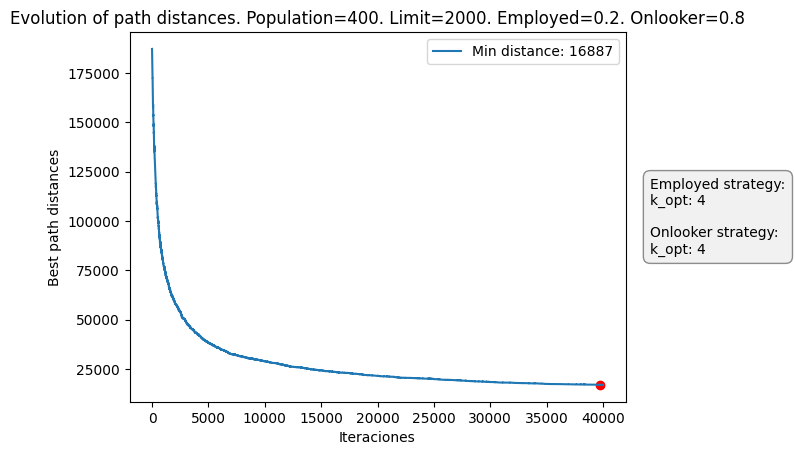 Evolution of path distances. Population=400. Limit=2000. Employed=0.2. Onlooker=0.8
Min distance: 16887
175000
150000
125000
100000
75000
50000
25000
Best path distances
0 5000 10000 15000 20000 25000 30000 35000 40000
Iteraciones
Employed strategy:
k_opt: 4
Onlooker strategy:
k_opt: 4